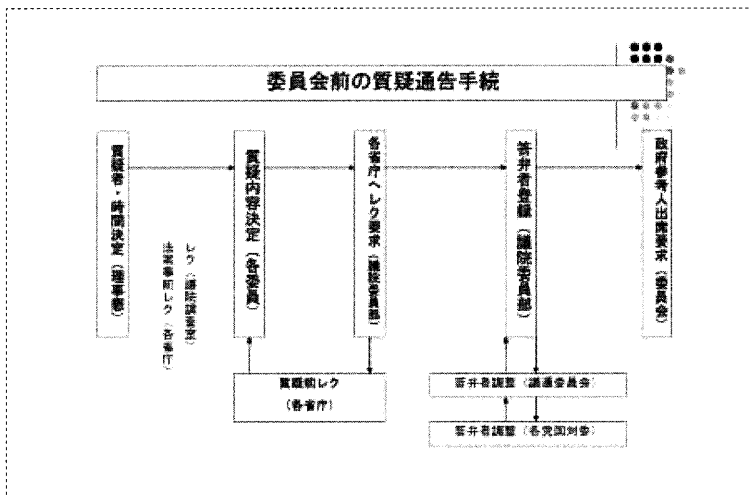 委員会前の質疑通告手続
質疑者・時間決定（理事懇）
法案事前レク（各省庁）
レク（議院調査室）
質疑内容決定（各委員）
各省庁へレク要求（議院委員部）
答弁者登録（議院委員部）
政府参考人出席要求（委員会）
質疑前レク
（各省庁）
答弁者調整（議運委員会）
答弁者調整（各党国対委）